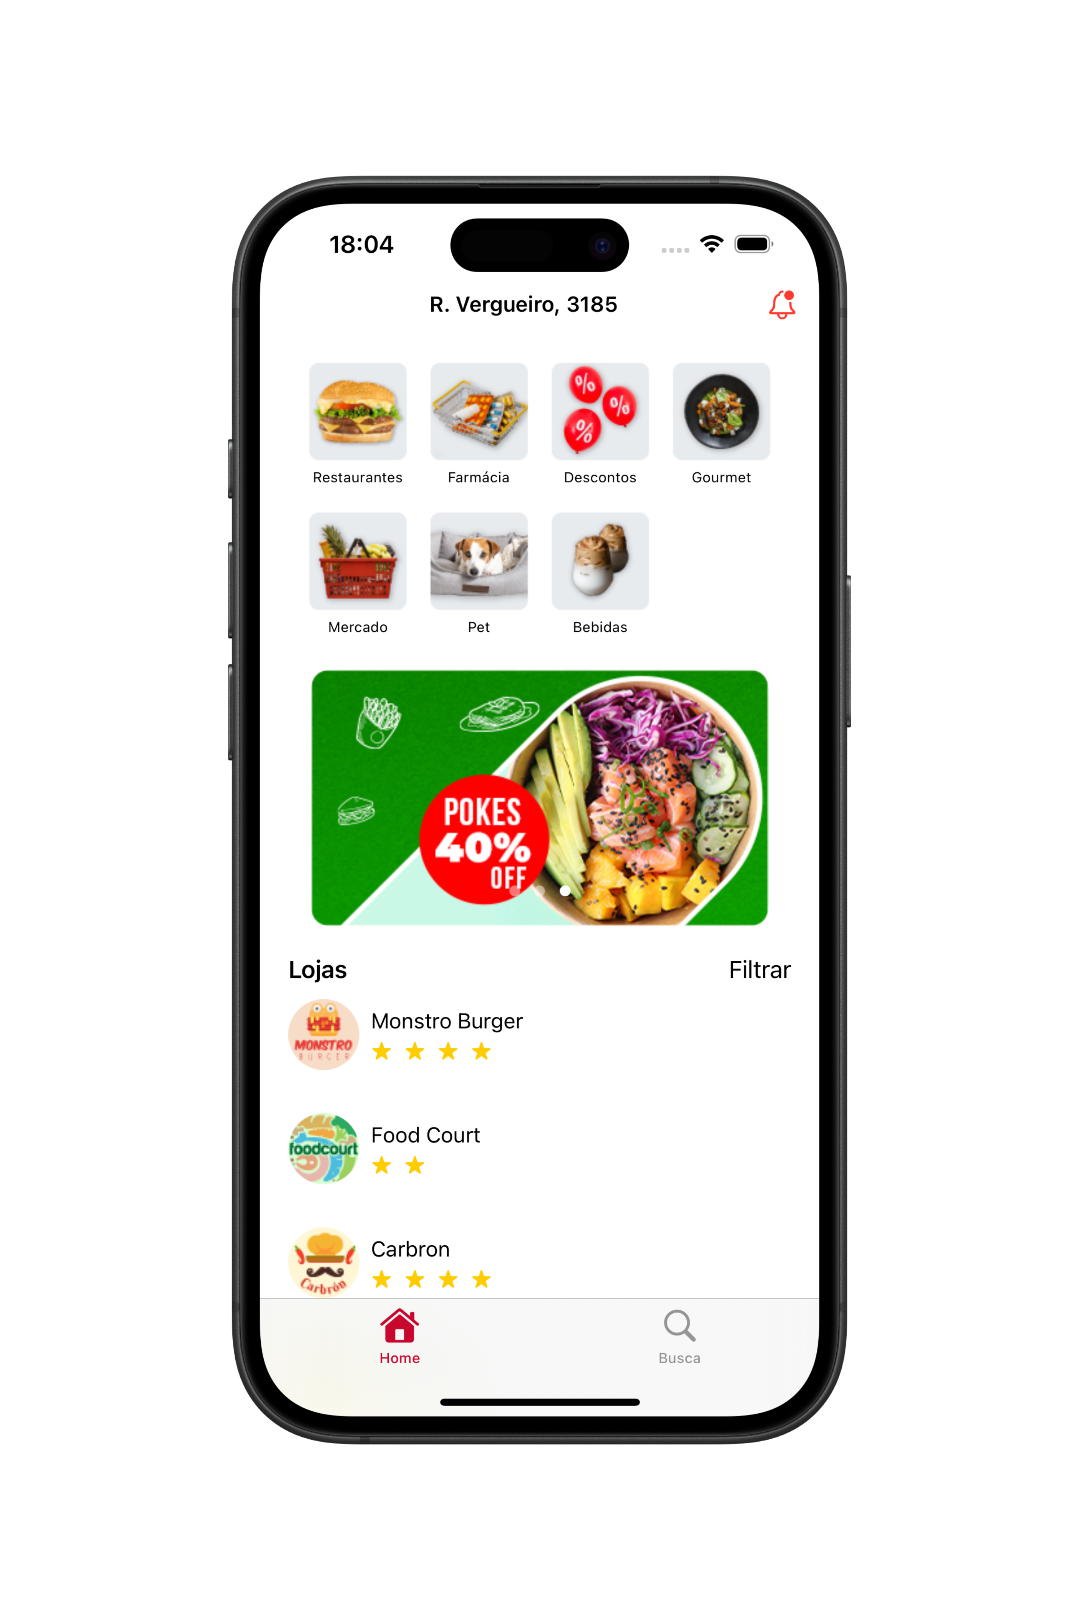 18:04
R. Vergueiro, 3185
% % %
Restaurantes
Farmácia
Descontos
Gourmet
Mercado
Pet
Bebidas
POKES
40%
OFF
Lojas
Filtrar
MONSTRO
BURGER
Monstro Burger
foodcourt
Food Court
Carbrón
Carbron
Home
Busca